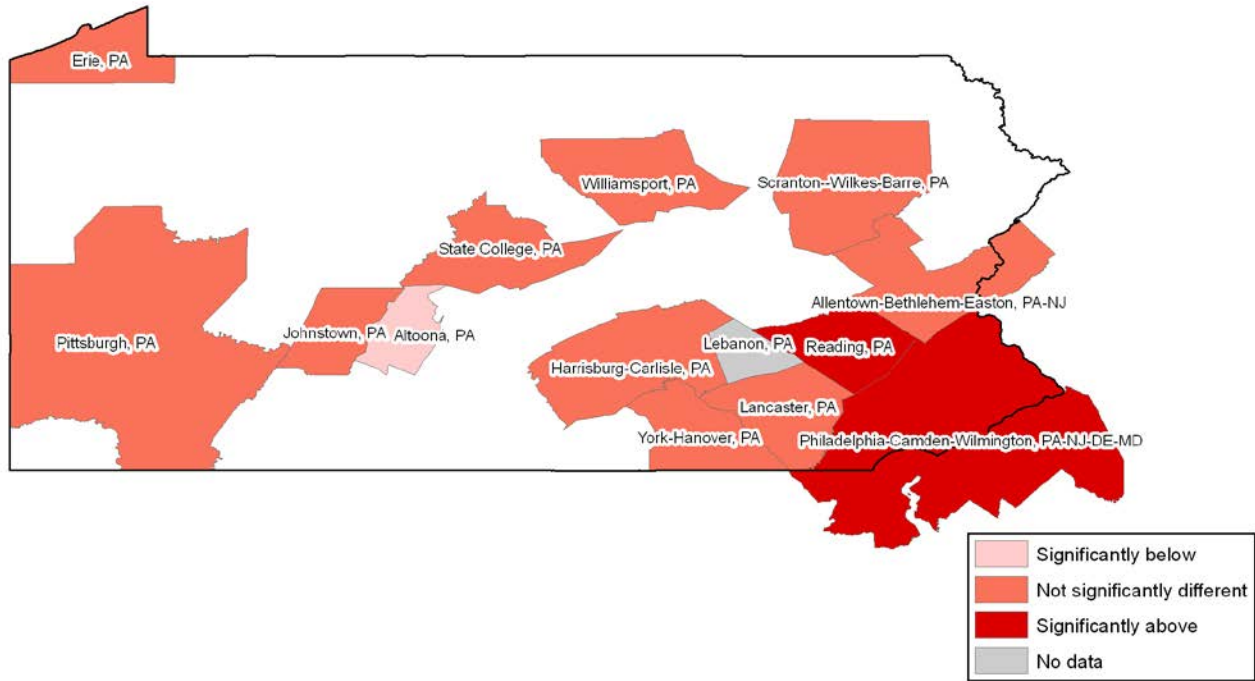 Erie, PA
Williamsport, PA
Scranton--Wilkes-Barre, PA
State College, PA
Allentown-Bethlehem-Easton, PA-NJ
Pittsburgh, PA
Johnstown, PA
Altoona, PA
Lebanon, PA
Reading, PA
Harrisburg-Carlisle, PA
Lancaster, PA
York-Hanover, PA
Philadelphia-Camden-Wilmington, PA-NJ-DE-MD
Significantly below
Not significantly different
Significantly above
No data